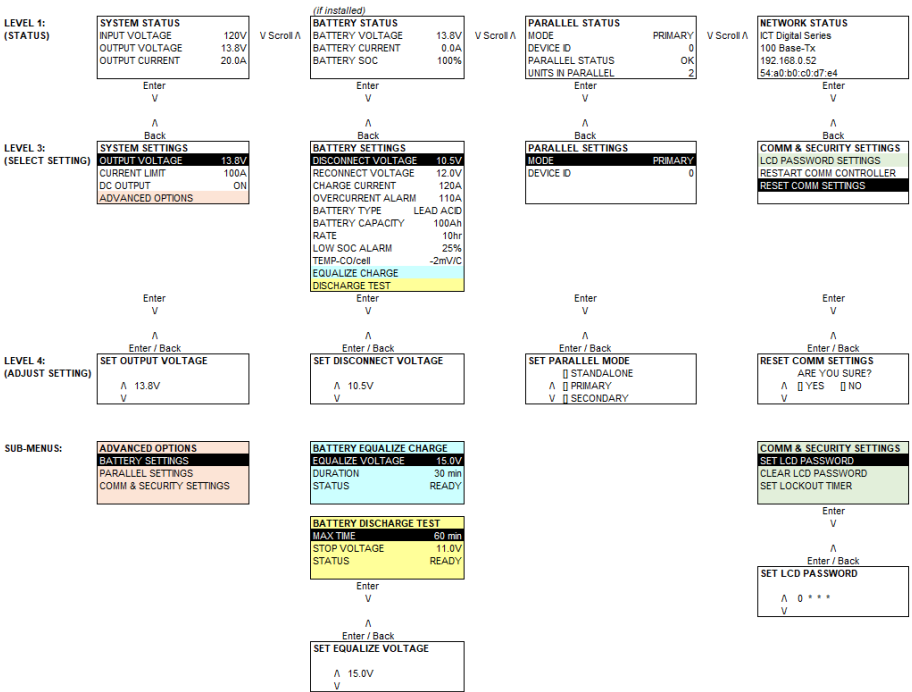 (if installed)
LEVEL 1:
(STATUS)
SYSTEM STATUS
INPUT VOLTAGE 120V
OUTPUT VOLTAGE 13.8V
OUTPUT CURRENT 20.0A
V Scroll Λ
BATTERY STATUS
BATTERY VOLTAGE 13.8V
BATTERY CURRENT 0.0A
BATTERY SOC 100%
V Scroll Λ
PARALLEL STATUS
MODE PRIMARY
DEVICE ID 0
PARALLEL STATUS OK
UNITS IN PARALLEL 2
V Scroll Λ
NETWORK STATUS
ICT Digital Series
100 Base-Tx
192.168.0.52
54:a0:b0:c0:d7:e4
Enter Enter Enter Enter
V V V V
Λ Λ Λ Λ
Back Back Back Back
LEVEL 3:
(SELECT SETTING)
SYSTEM SETTINGS
OUTPUT VOLTAGE 13.8V
CURRENT LIMIT 100A
DC OUTPUT ON
ADVANCED OPTIONS
BATTERY SETTINGS
DISCONNECT VOLTAGE 10.5V
RECONNECT VOLTAGE 12.0V
CHARGE CURRENT 120A
OVERCURRENT ALARM 110A
BATTERY TYPE LEAD ACID
BATTERY CAPACITY 100Ah
RATE 10hr
LOW SOC ALARM 25%
TEMP-CO/cell -2mV/C
EQUALIZE CHARGE
DISCHARGE TEST
PARALLEL SETTINGS
MODE PRIMARY
DEVICE ID 0
COMM & SECURITY SETTINGS
LCD PASSWORD SETTINGS
RESTART COMM CONTROLLER
RESET COMM SETTINGS
Enter Enter Enter Enter
V V V V
Λ Λ Λ Λ
Enter / Back Enter / Back Enter / Back Enter / Back
LEVEL 4:
(ADJUST SETTING)
SET OUTPUT VOLTAGE
Λ 13.8V
V
SET DISCONNECT VOLTAGE
Λ 10.5V
V
SET PARALLEL MODE
[] STANDALONE
Λ [] PRIMARY
V [] SECONDARY
RESET COMM SETTINGS
ARE YOU SURE?
Λ [] YES [] NO
V
SUB-MENUS:
ADVANCED OPTIONS
BATTERY SETTINGS
PARALLEL SETTINGS
COMM & SECURITY SETTINGS
BATTERY EQUALIZE CHARGE
EQUALIZE VOLTAGE 15.0V
DURATION 30 min
STATUS READY
BATTERY DISCHARGE TEST
MAX TIME 60 min
STOP VOLTAGE 11.0V
STATUS READY
Enter
V
Λ
Enter / Back
SET EQUALIZE VOLTAGE
Λ 15.0V
V
COMM & SECURITY SETTINGS
SET LCD PASSWORD
CLEAR LCD PASSWORD
SET LOCKOUT TIMER
Enter
V
Λ
Enter / Back
SET LCD PASSWORD
Λ 0 * * *
V